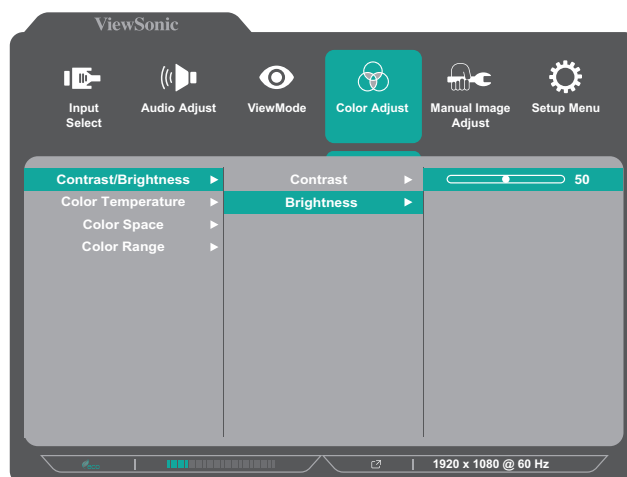 ViewSonic
Input Select
Audio Adjust
ViewMode
Color Adjust
Manual Image Adjust
Setup Menu
Contrast/Brightness
Contrast
50
Color Temperature
Brightness
Color Space
Color Range
eco
1920 x 1080 @ 60 Hz